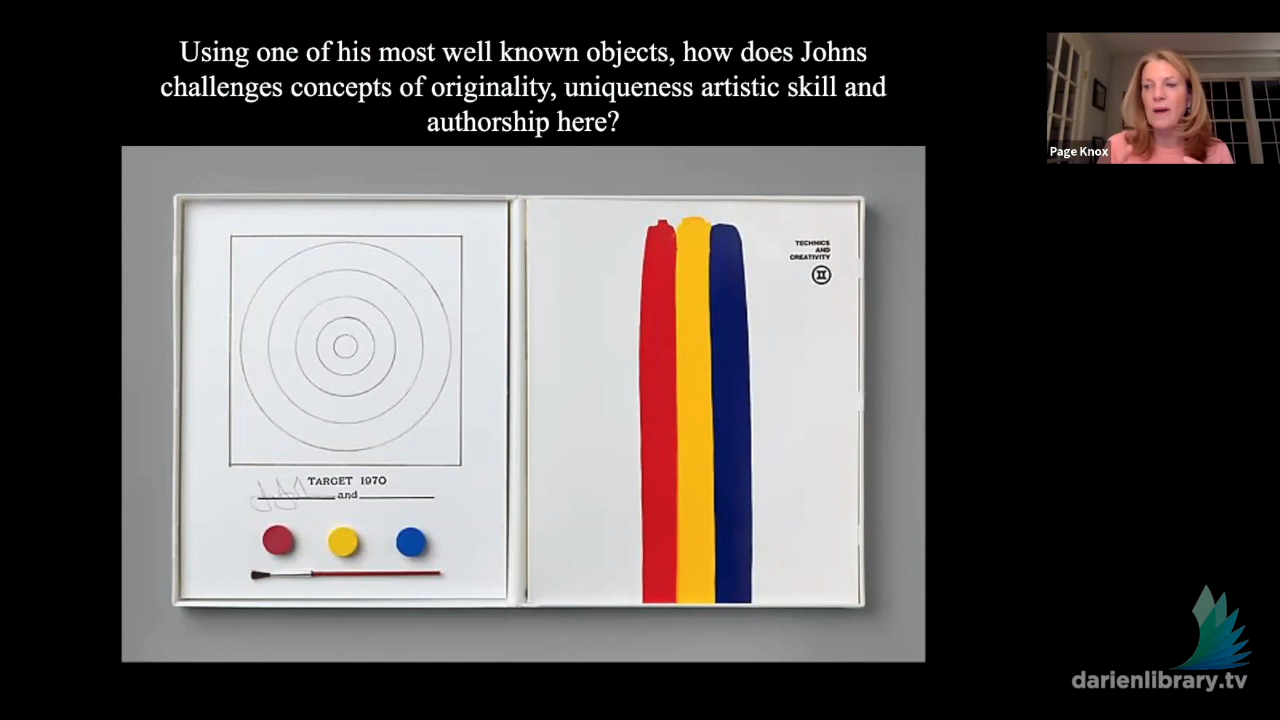 Using one of his most well known objects, how does Johns
challenges concepts of originality, uniqueness artistic skill and
authorship here?
Page Knox
TECHNICS
AND
CREATIVITY
II
TARGET 1970
and
darienlibrary.tv